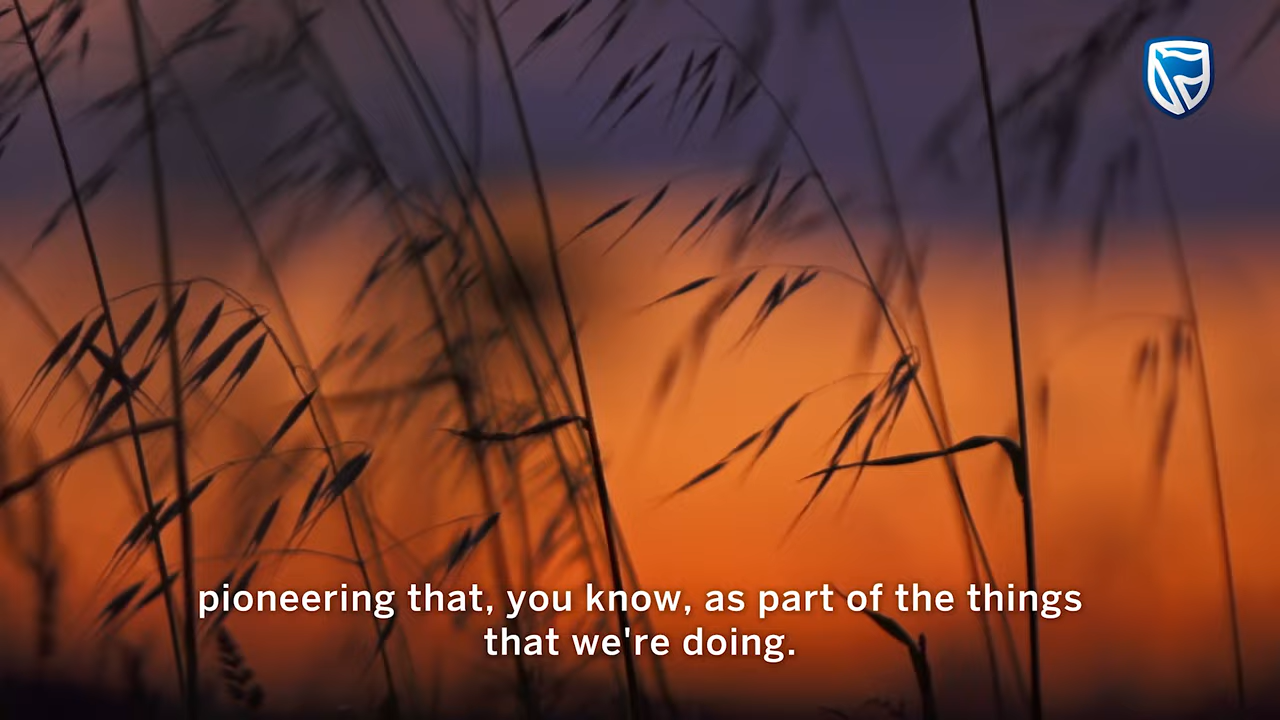 pioneering that, you know, as part of the things
that we're doing.